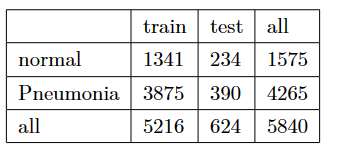 train test all
normal 1341 234 1575
Pneumonia 3875 390 4265
all 5216 624 5840